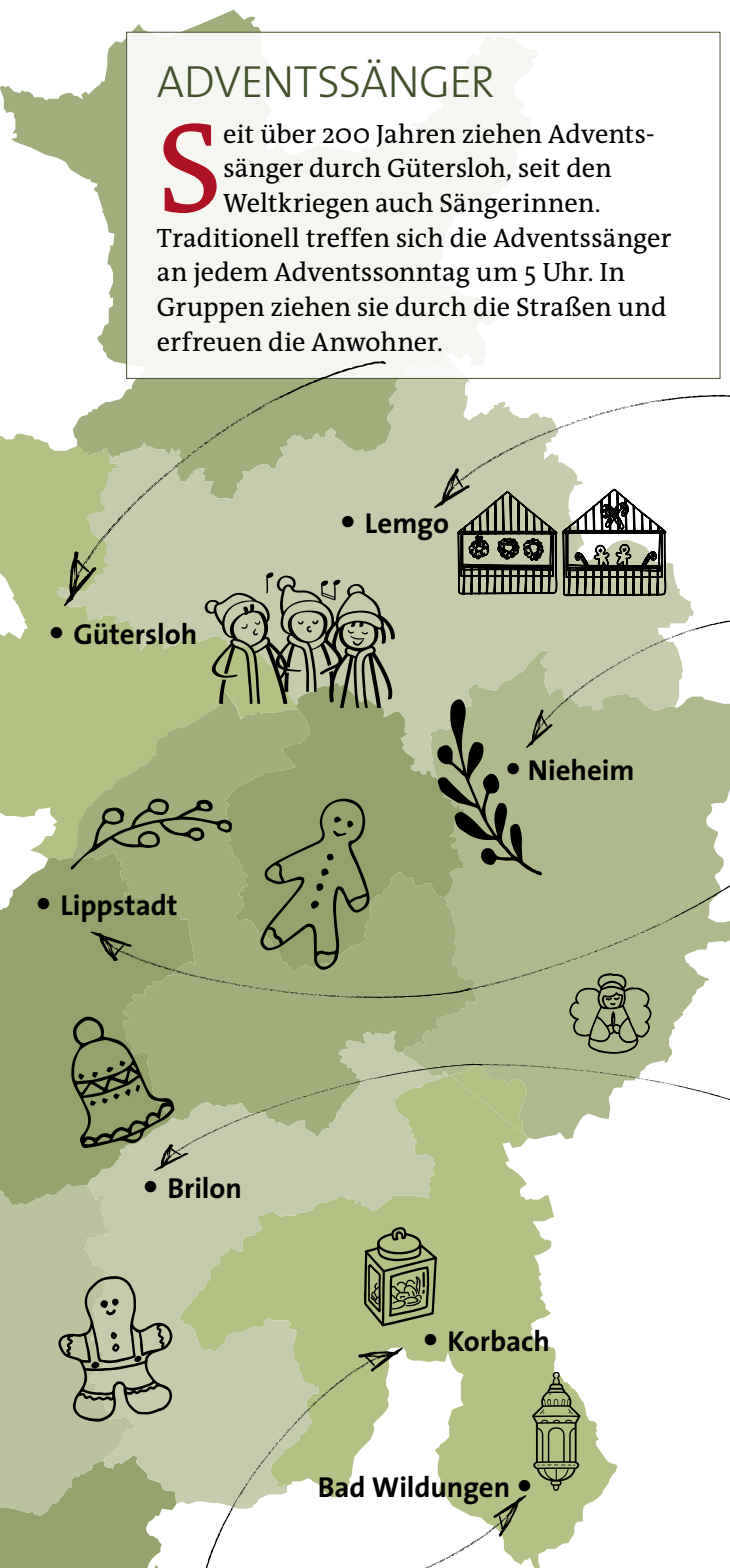 ADVENTSSÄNGER
Seit über 200 Jahren ziehen Advents-
sänger durch Gütersloh, seit den
Weltkriegen auch Sängerinnen.
Traditionell treffen sich die Adventssänger
an jedem Adventssonntag um 5 Uhr. In
Gruppen ziehen sie durch die Straßen und
erfreuen die Anwohner.
Lemgo
Gütersloh
Nieheim
Lippstadt
Brilon
Korbach
Bad Wildungen